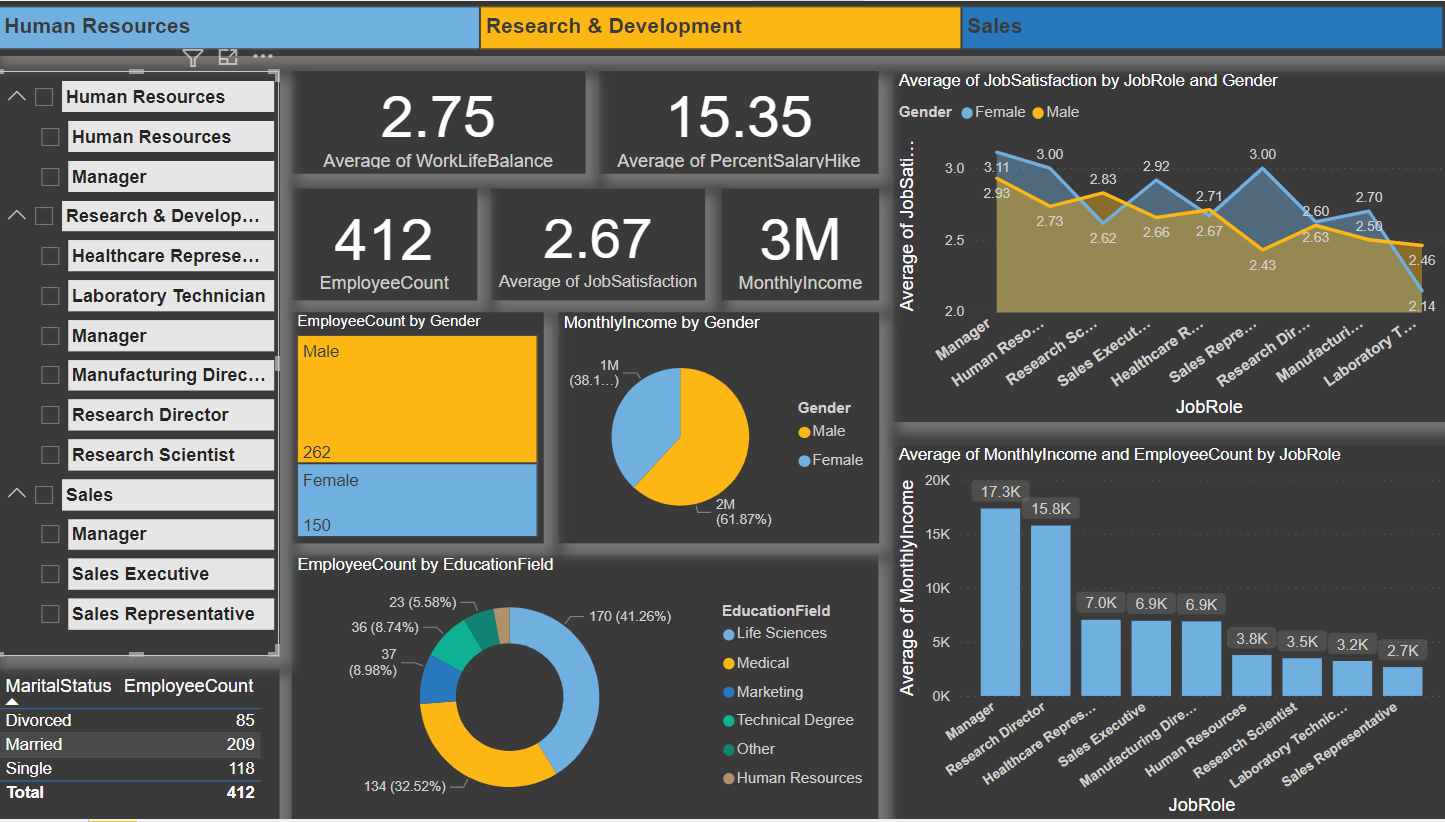 Human Resources
Research & Development
Sales
Human Resources
Human Resources
Manager
Research & Develop...
Healthcare Represe...
Laboratory Technician
Manager
Manufacturing Direc...
Research Director
Research Scientist
Sales
Manager
Sales Executive
Sales Representative
MaritalStatus EmployeeCount
Divorced 85
Married 209
Single 118
Total 412
2.75
Average of WorkLifeBalance
15.35
Average of PercentSalaryHike
412
EmployeeCount
2.67
Average of JobSatisfaction
3M
MonthlyIncome
EmployeeCount by Gender
Male
262
Female
150
MonthlyIncome by Gender
1M
(38.1...)
2M
(61.87%)
Gender
Male
Female
EmployeeCount by EducationField
23 (5.58%)
36 (8.74%)
37
(8.98%)
134 (32.52%)
170 (41.26%)
EducationField
Life Sciences
Medical
Marketing
Technical Degree
Other
Human Resources
Average of JobSatisfaction by JobRole and Gender
Gender Female Male
Average of JobSati...
3.0
2.5
2.0
3.11
2.93
3.00
2.73
2.83
2.62
2.92
2.66
2.71
2.67
3.00
2.43
2.60
2.63
2.70
2.50
2.46
2.14
Manager
Human Reso...
Research Sc...
Sales Execut...
Healthcare R...
Sales Repre...
Research Dir...
Manufacturi...
Laboratory T...
JobRole
Average of MonthlyIncome and EmployeeCount by JobRole
Average of MonthlyIncome
20K
15K
10K
5K
0K
17.3K
15.8K
7.0K
6.9K
6.9K
3.8K
3.5K
3.2K
2.7K
Manager
Research Director
Healthcare Repres...
Sales Executive
Manufacturing Dire...
Human Resources
Research Scientist
Laboratory Technic...
Sales Representative
JobRole